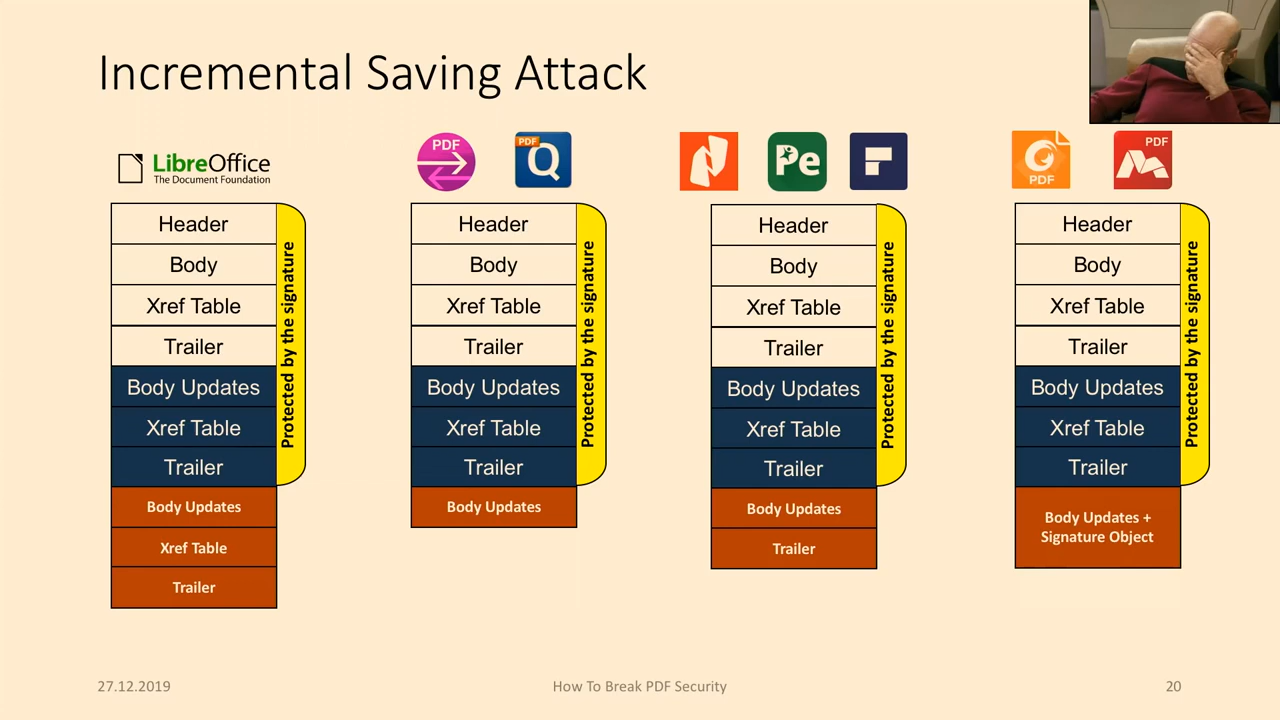 Incremental Saving Attack
LibreOffice
The Document Foundation
Header
Body
Xref Table
Trailer
Body Updates
Xref Table
Trailer
Body Updates
Xref Table
Trailer
Protected by the signature
PDF
PDF
Q
Header
Body
Xref Table
Trailer
Body Updates
Xref Table
Trailer
Body Updates
Protected by the signature
Pe
Header
Body
Xref Table
Trailer
Body Updates
Xref Table
Trailer
Body Updates
Trailer
Protected by the signature
PDF
PDF
Header
Body
Xref Table
Trailer
Body Updates
Xref Table
Trailer
Body Updates +
Signature Object
Protected by the signature
27.12.2019
How To Break PDF Security
20